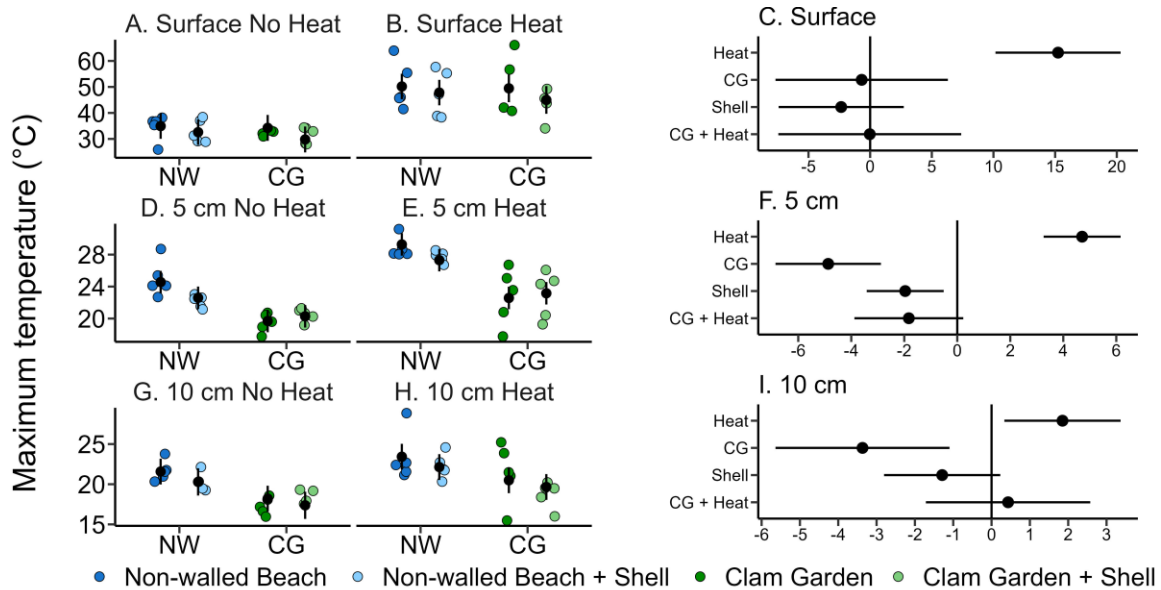 A. Surface No Heat
B. Surface Heat
C. Surface
Maximum temperature (°C)
60
50
40
30
NW
CG
NW
CG
Heat
CG
Shell
CG + Heat
-5
0
5
10
15
20
D. 5 cm No Heat
E. 5 cm Heat
F. 5 cm
28
24
20
NW
CG
NW
CG
Heat
CG
Shell
CG + Heat
-6
-4
-2
0
2
4
6
G. 10 cm No Heat
H. 10 cm Heat
I. 10 cm
25
20
15
NW
CG
NW
CG
Heat
CG
Shell
CG + Heat
-6
-5
-4
-3
-2
-1
0
1
2
3
Non-walled Beach
Non-walled Beach + Shell
Clam Garden
Clam Garden + Shell